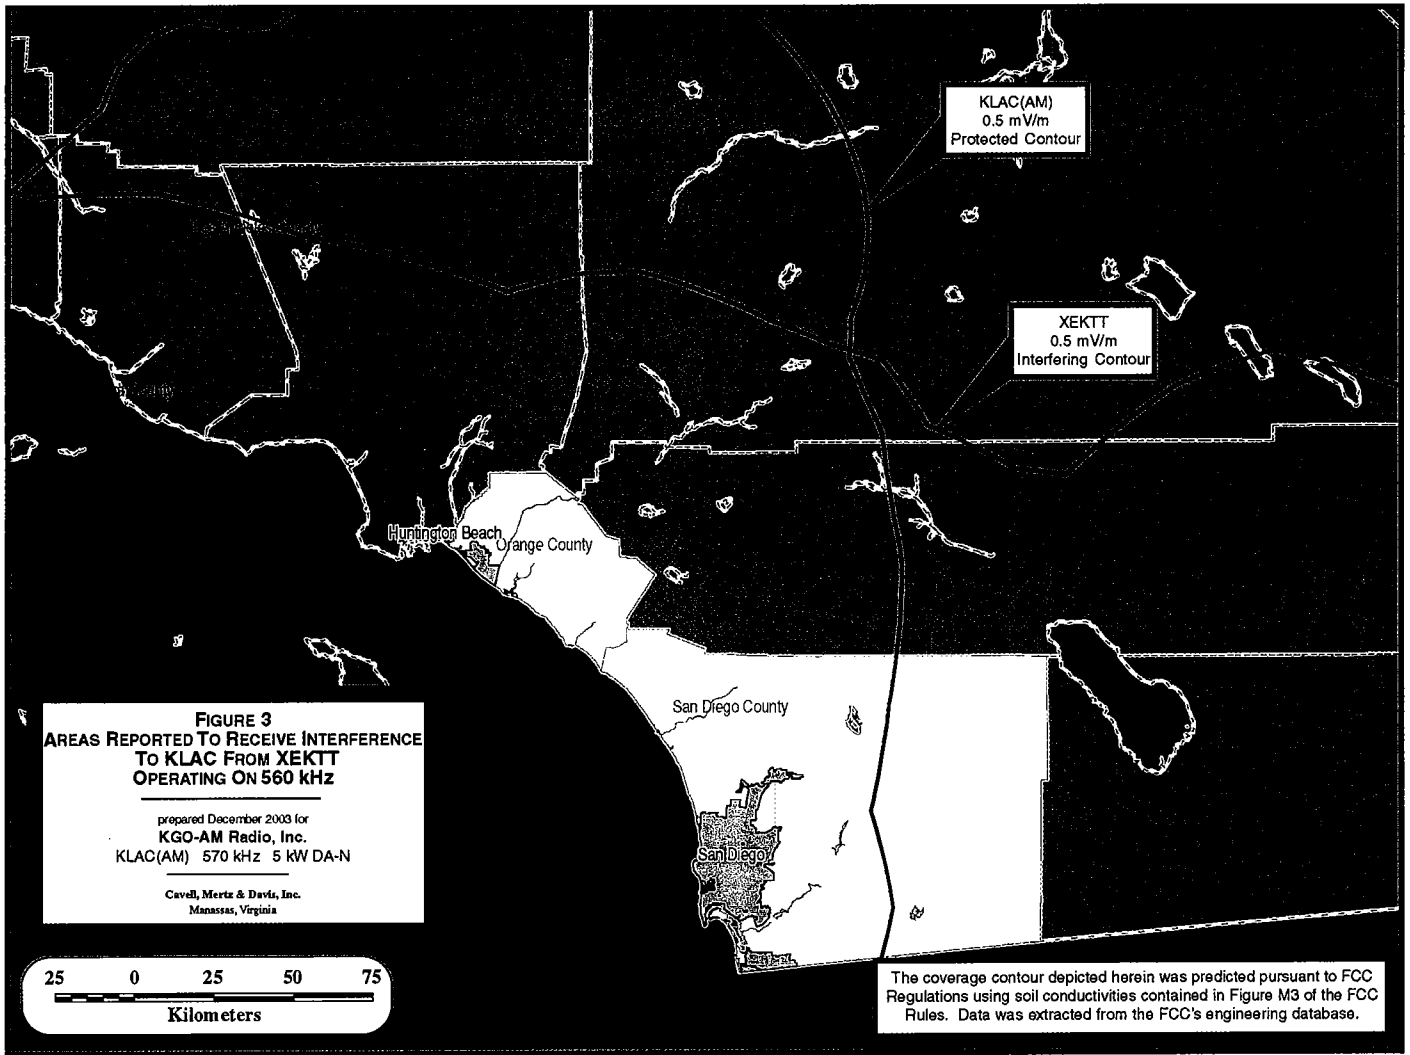 KLAC(AM)
0.5 mV/m
Protected Contour
XEKTT
0.5 mV/m
Interfering Contour
Huntington Beach
Orange County
San Diego County
San Diego
FIGURE 3
AREAS REPORTED TO RECEIVE INTERFERENCE
TO KLAC FROM XEKTT
OPERATING ON 560 kHz
prepared December 2003 for
KGO-AM Radio, Inc.
KLAC(AM) 570 kHz 5 kW DA-N
Cavell, Mertz & Davis, Inc.
Manassas, Virginia
25 0 25 50 75
Kilometers
The coverage contour depicted herein was predicted pursuant to FCC
Regulations using soil conductivities contained in Figure M3 of the FCC
Rules. Data was extracted from the FCC's engineering database.